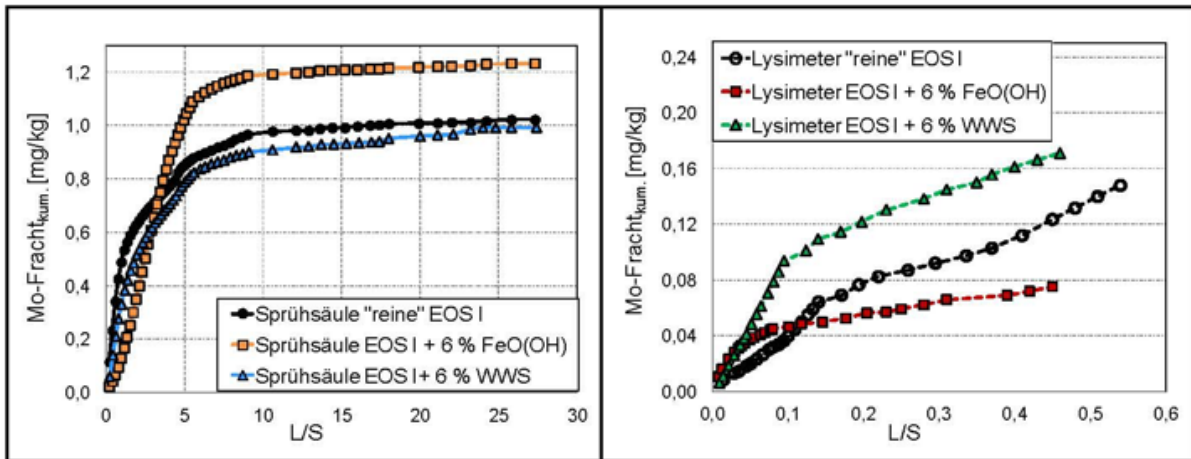 Mo-Fracht kum. [mg/kg]
1,2
1,0
0,8
0,6
0,4
0,2
0,0
Sprühsäule "reine" EOS I
Sprühsäule EOS I + 6 % FeO(OH)
Sprühsäule EOS I + 6 % WWS
0 5 10 15 20 25 30
L/S
Mo-Fracht kum. [mg/kg]
0,24
0,20
0,16
0,12
0,08
0,04
0,00
Lysimeter "reine" EOS I
Lysimeter EOS I + 6 % FeO(OH)
Lysimeter EOS I + 6 % WWS
0,0 0,1 0,2 0,3 0,4 0,5 0,6
L/S